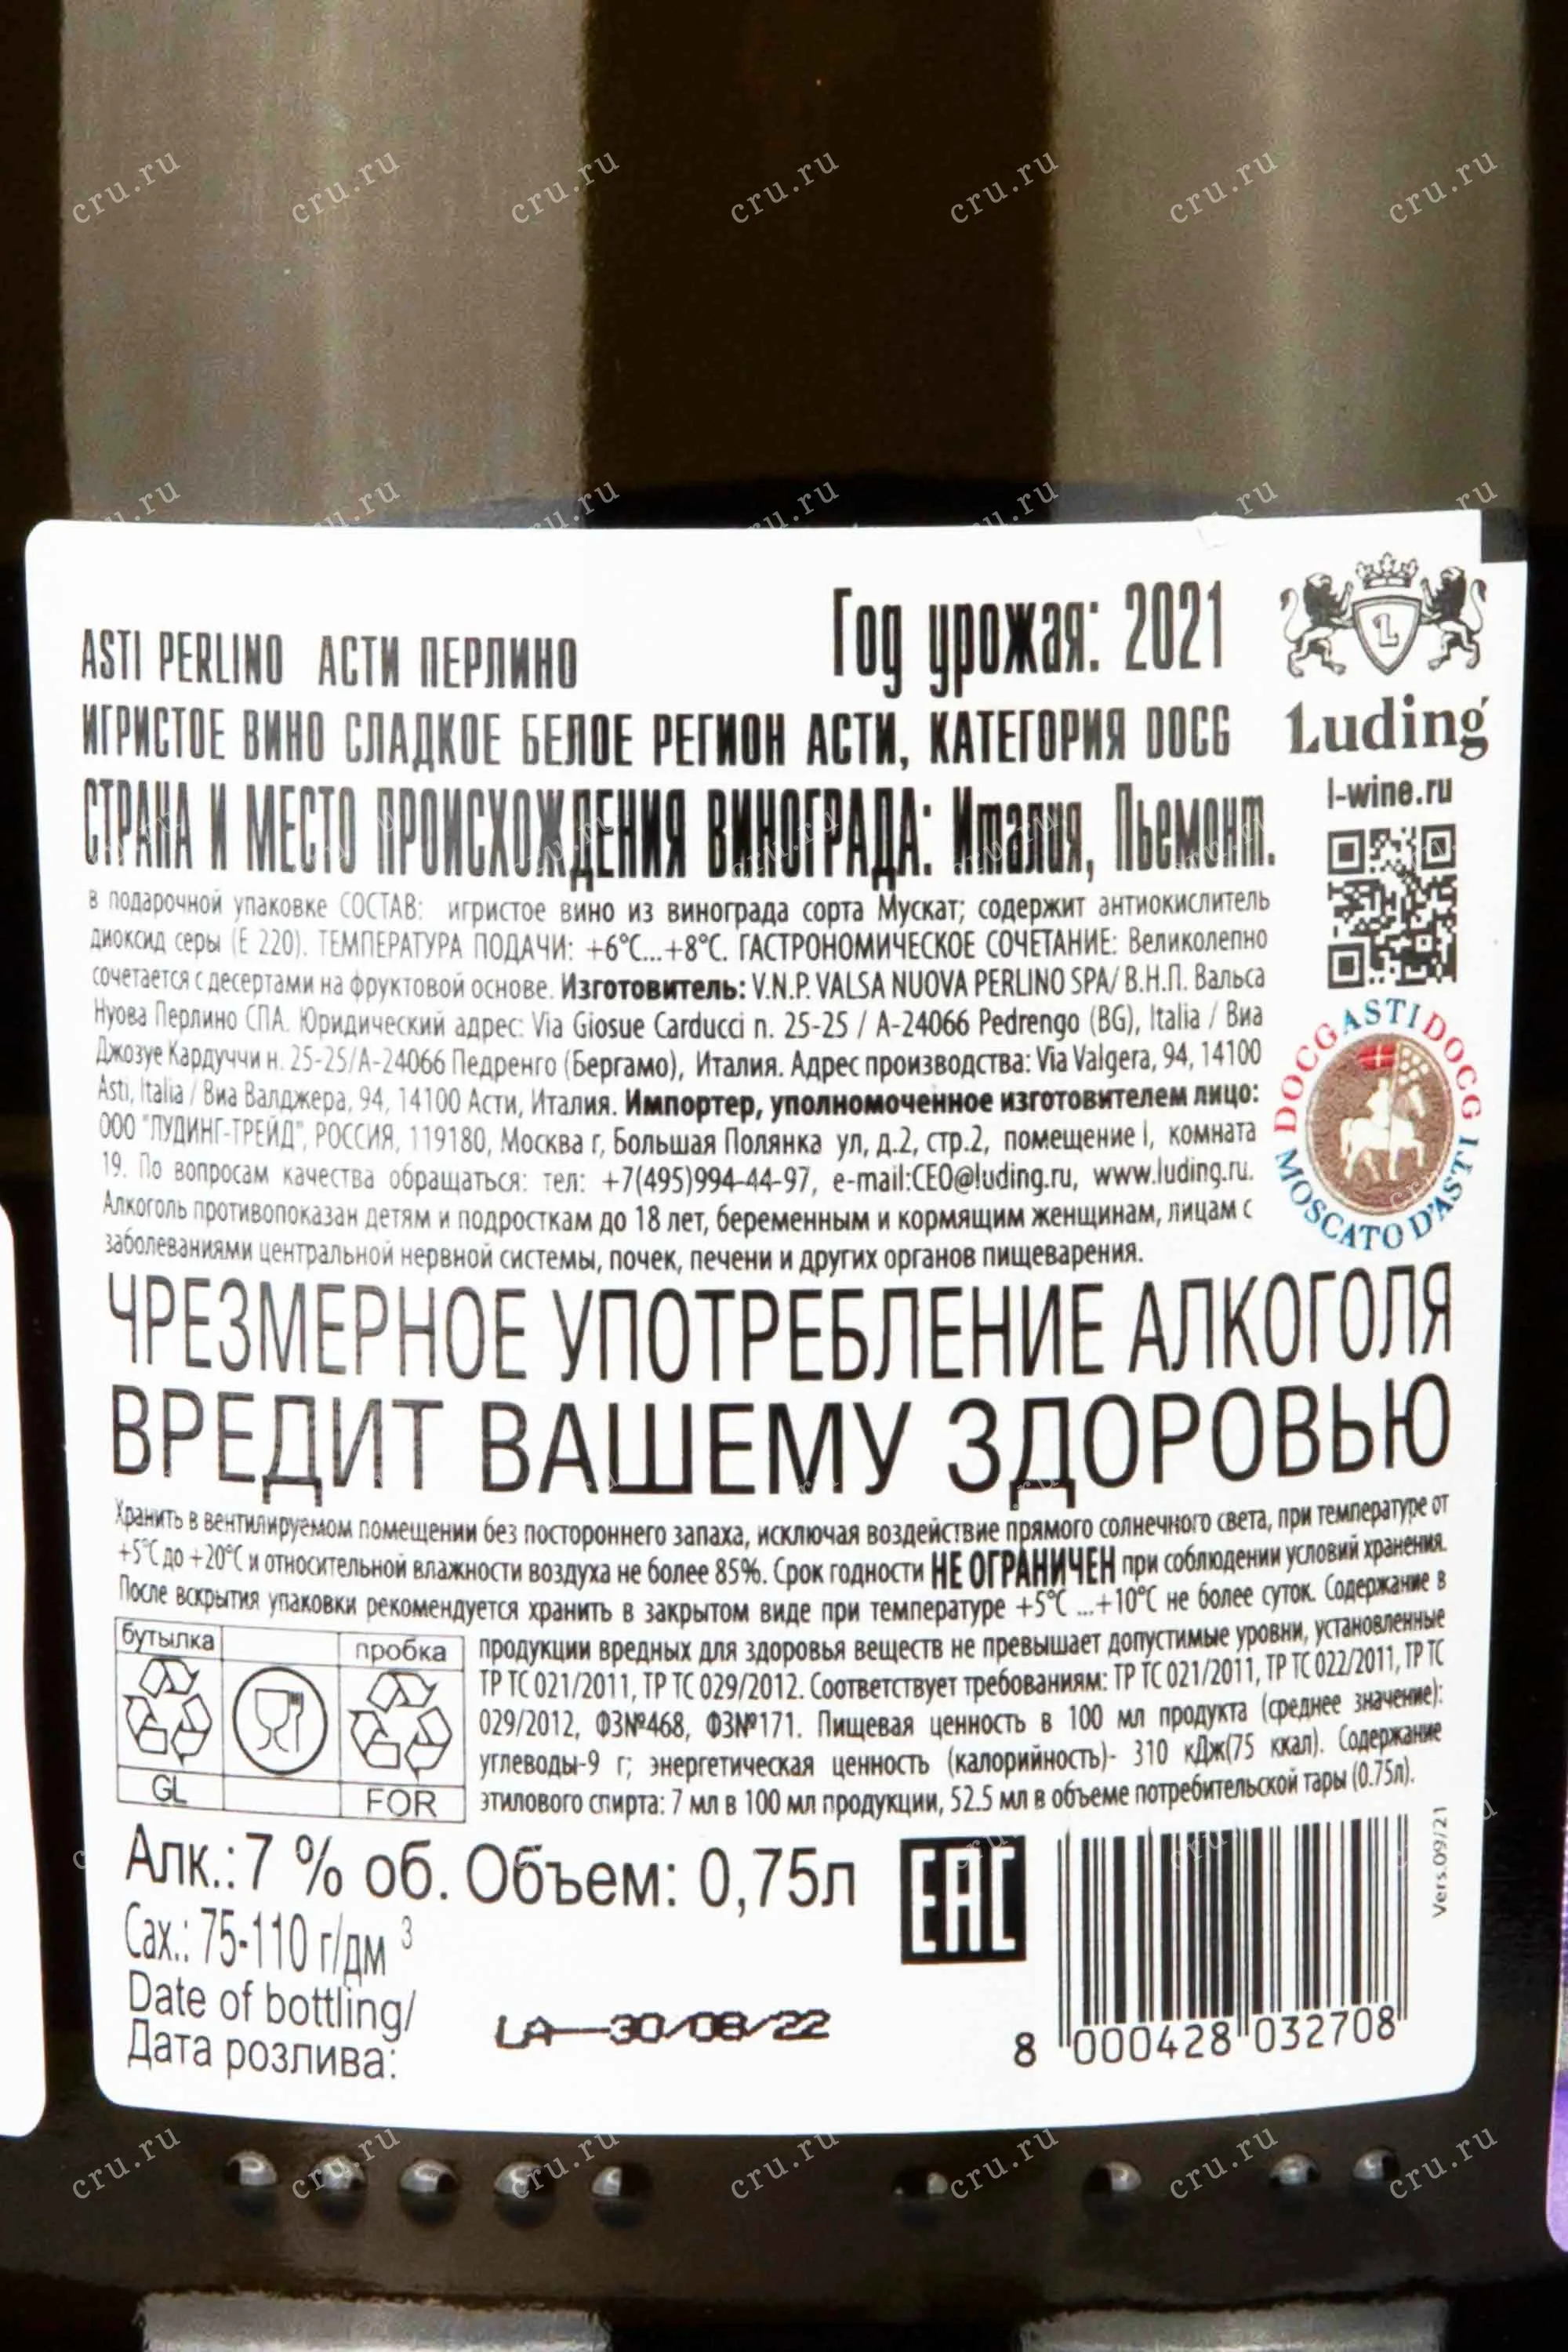 ASTI PERLINO АСТИ ПЕРЛИНО
Год урожая: 2021
ИГРИСТОЕ ВИНО СЛАДКОЕ БЕЛОЕ РЕГИОН АСТИ, КАТЕГОРИЯ DOCG
СТРАНА И МЕСТО ПРОИСХОЖДЕНИЯ ВИНОГРАДА: Италия, Пьемонт.
Luding
l-wine.ru
в подарочной упаковке СОСТАВ: игристое вино из винограда сорта Мускат; содержит антиокислитель
диоксид серы (Е 220). ТЕМПЕРАТУРА ПОДАЧИ: +6°С...+8°С. ГАСТРОНОМИЧЕСКОЕ СОЧЕТАНИЕ: Великолепно
сочетается с десертами на фруктовой основе. Изготовитель: V.N.P. VALSA NUOVA PERLINO SPA/ В.Н.П. Вальса
Нуова Перлино СПА. Юридический адрес: Via Giosue Carducci n. 25-25 / A-24066 Pedrengo (BG), Italia / Виа
Джозуе Кардуччи н. 25-25/А-24066 Педренго (Бергамо), Италия. Адрес производства: Via Valgera, 94, 14100
Asti, Italia / Виа Валджера, 94, 14100 Асти, Италия. Импортер, уполномоченное изготовителем лицо:
ООО "ЛУДИНГ-ТРЕЙД", РОССИЯ, 119180, Москва г, Большая Полянка ул, д.2, стр.2, помещение I, комната
19. По вопросам качества обращаться: тел: +7(495)994-44-97, e-mail:CEO@luding.ru, www.luding.ru.
Алкоголь противопоказан детям и подросткам до 18 лет, беременным и кормящим женщинам, лицам с
заболеваниями центральной нервной системы, почек, печени и других органов пищеварения.
DOCG ASTI DOCG
MOSCATO D'ASTI
ЧРЕЗМЕРНОЕ УПОТРЕБЛЕНИЕ АЛКОГОЛЯ
ВРЕДИТ ВАШЕМУ ЗДОРОВЬЮ
Хранить в вентилируемом помещении без постороннего запаха, исключая воздействие прямого солнечного света, при температуре от
+5°С до +20°С и относительной влажности воздуха не более 85%. Срок годности НЕ ОГРАНИЧЕН при соблюдении условий хранения.
После вскрытия упаковки рекомендуется хранить в закрытом виде при температуре +5°С ...+10°С не более суток. Содержание в
продукции вредных для здоровья веществ не превышает допустимые уровни, установленные
ТР ТС 021/2011, ТР ТС 029/2012. Соответствует требованиям: ТР ТС 021/2011, ТР ТС 022/2011, ТР ТС
029/2012, ФЗ№468, ФЗ№171. Пищевая ценность в 100 мл продукта (среднее значение):
углеводы-9 г; энергетическая ценность (калорийность)- 310 кДж(75 ккал). Содержание
этилового спирта: 7 мл в 100 мл продукции, 52.5 мл в объеме потребительской тары (0.75л).
бутылка
пробка
GL
FOR
Алк.: 7 % об. Объем: 0,75л
Сах.: 75-110 г/дм³
Date of bottling/
Дата розлива:
LA—30/08/22
EAC
Vers.09/21
8 000428 032708
cru.ru cru.ru cru.ru cru.ru cru.ru cru.ru cru.ru